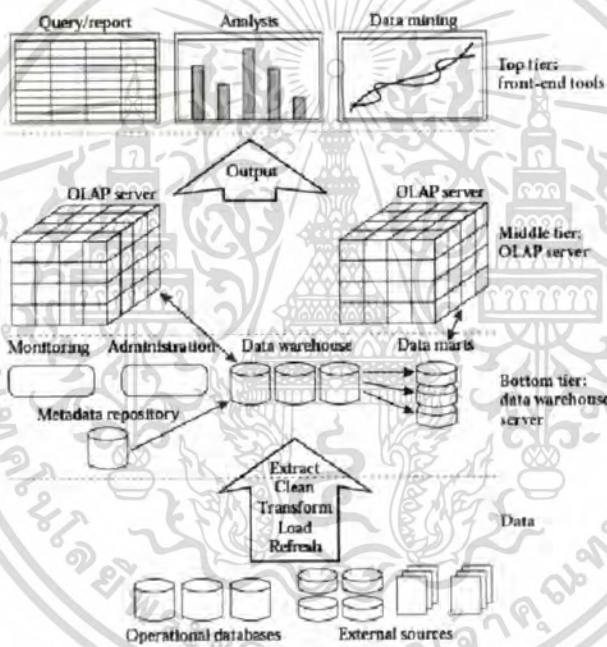 Query/report
Analysis
Data mining
Top tier:
front-end tools
Output
OLAP server
OLAP server
Middle tier:
OLAP server
Monitoring
Administration
Data warehouse
Data marts
Bottom tier:
data warehouse
server
Metadata repository
Extract
Clean
Transform
Load
Refresh
Data
Operational databases
External sources